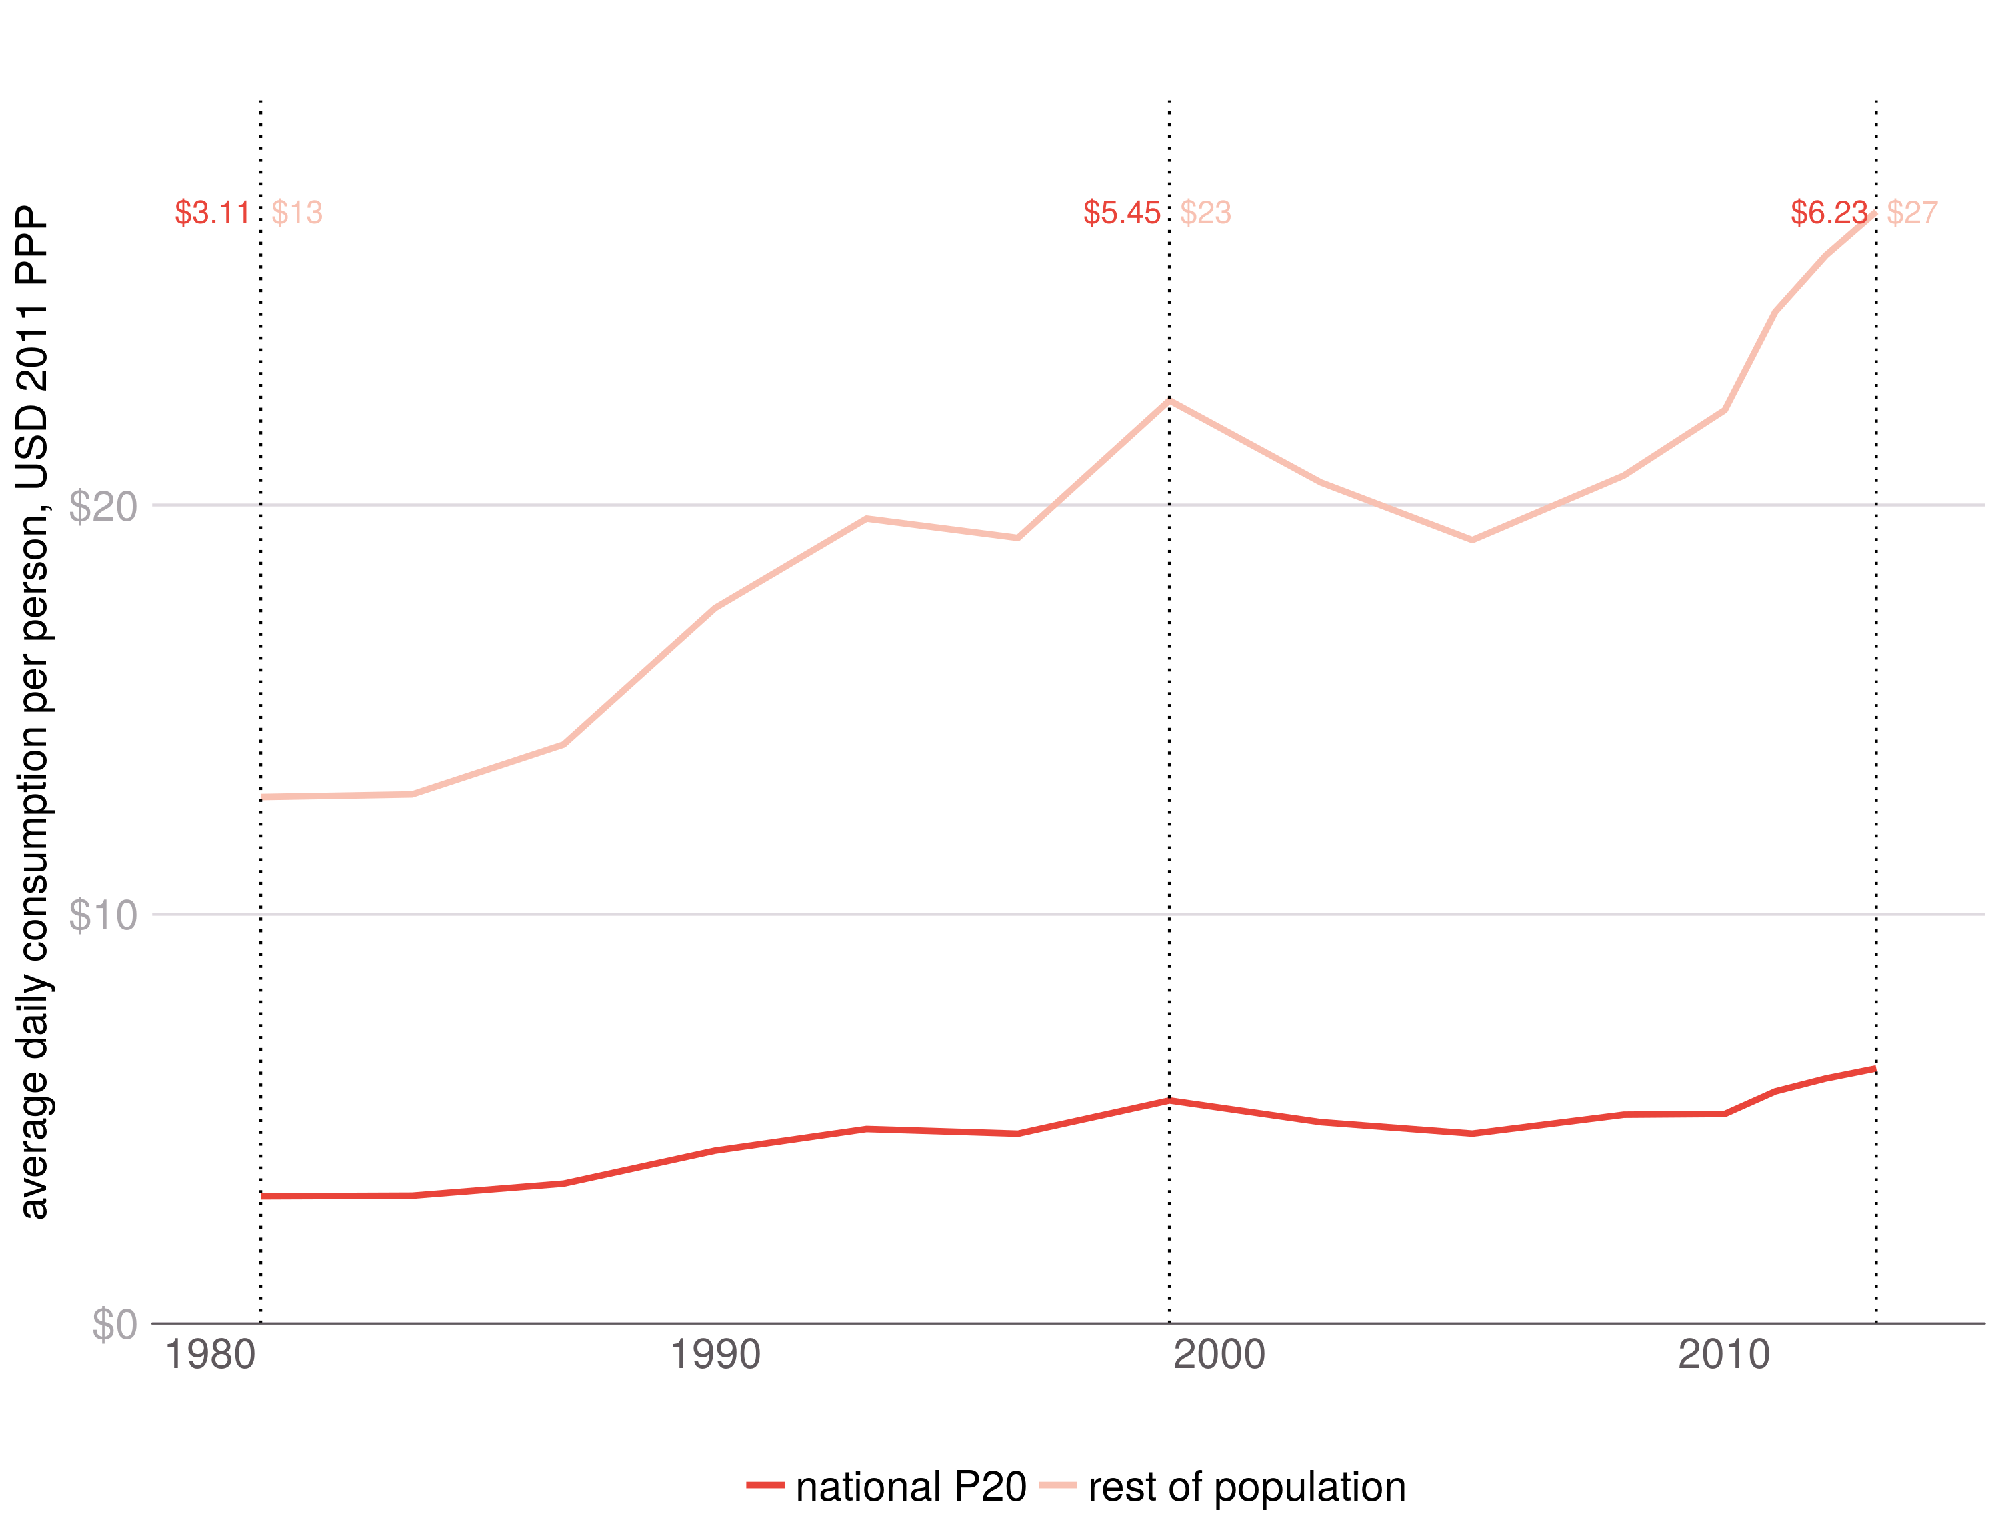 average daily consumption per person, USD 2011 PPP
$3.11 $13
$5.45 $23
$6.23 $27
$20
$10
$0
1980 1990 2000 2010
national P20 rest of population